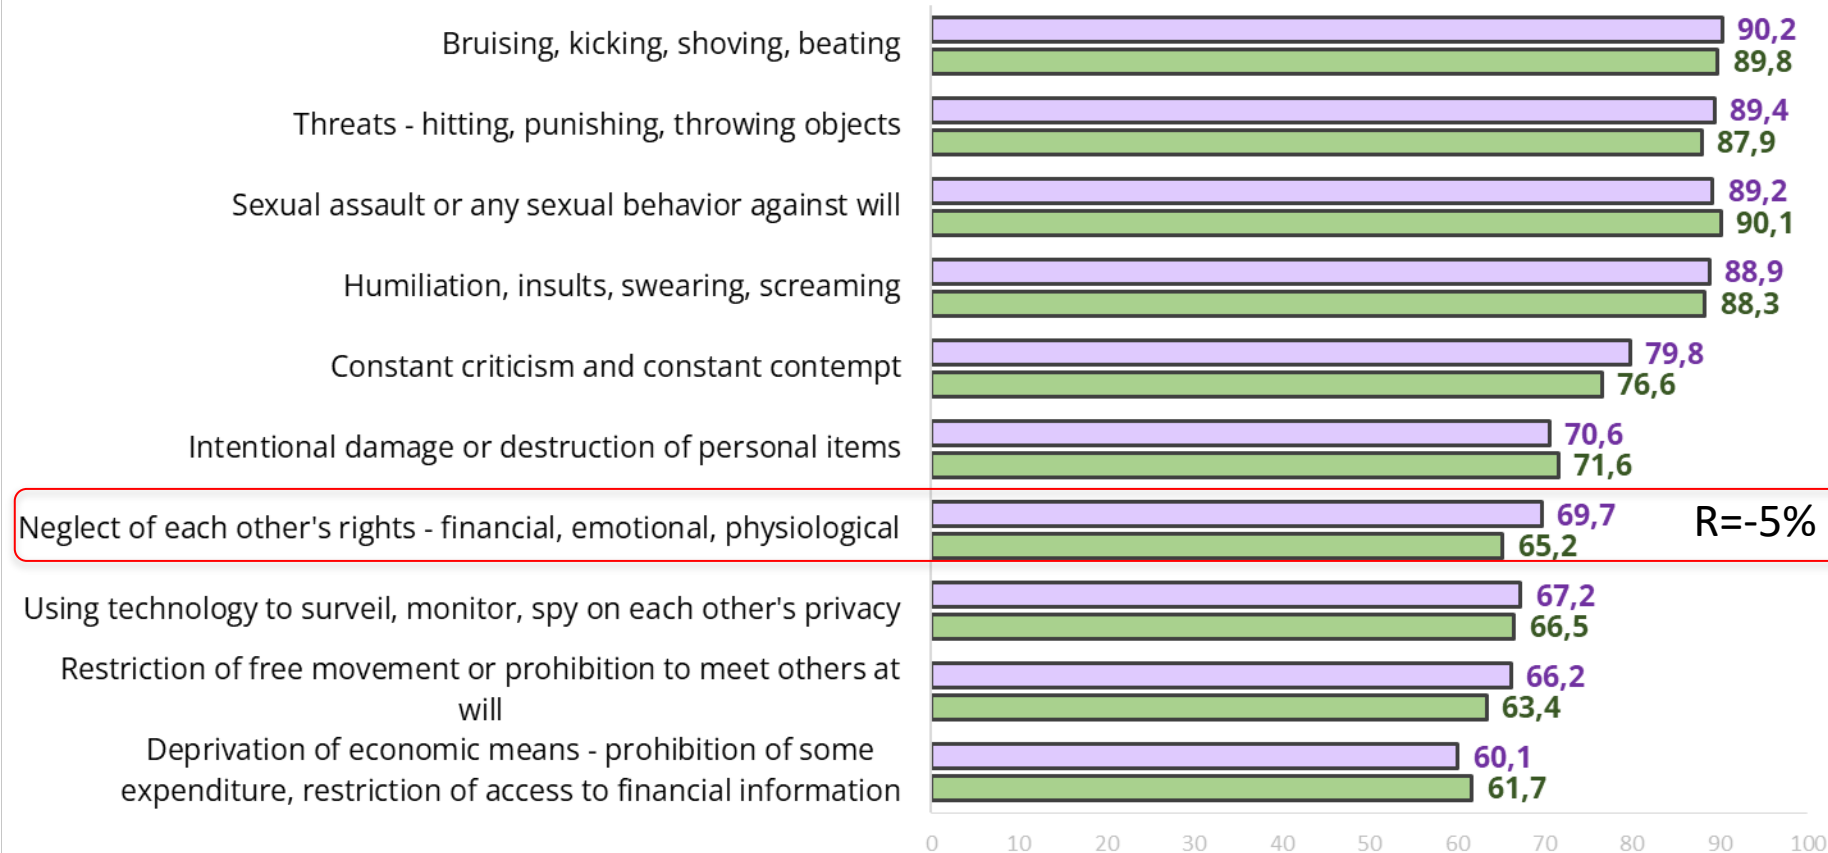 Bruising, kicking, shoving, beating
90,2
89,8
Threats - hitting, punishing, throwing objects
89,4
87,9
Sexual assault or any sexual behavior against will
89,2
90,1
Humiliation, insults, swearing, screaming
88,9
88,3
Constant criticism and constant contempt
79,8
76,6
Intentional damage or destruction of personal items
70,6
71,6
Neglect of each other's rights - financial, emotional, physiological
69,7
65,2
R=-5%
Using technology to surveil, monitor, spy on each other's privacy
67,2
66,5
Restriction of free movement or prohibition to meet others at
will
66,2
63,4
Deprivation of economic means - prohibition of some
expenditure, restriction of access to financial information
60,1
61,7
0 10 20 30 40 50 60 70 80 90 100